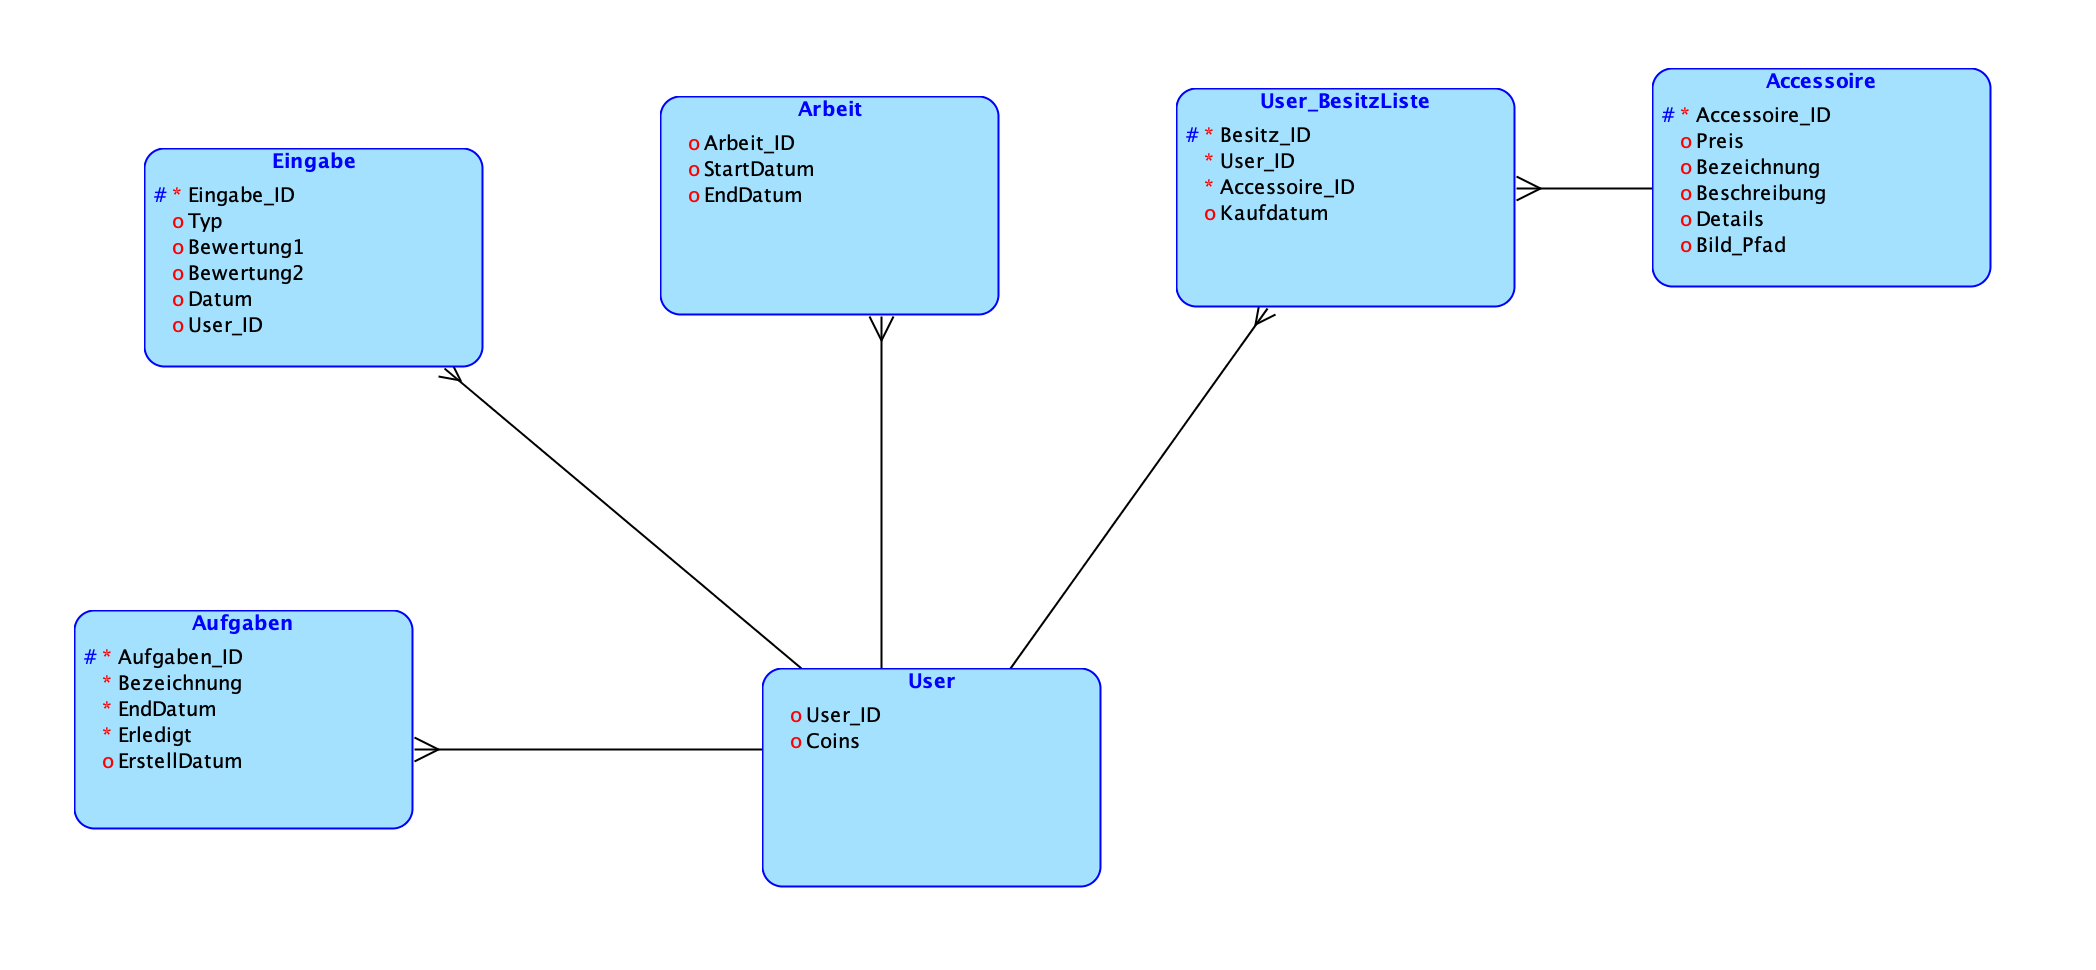 Eingabe
# * Eingabe_ID
o Typ
o Bewertung1
o Bewertung2
o Datum
o User_ID
Arbeit
o Arbeit_ID
o StartDatum
o EndDatum
User_BesitzListe
# * Besitz_ID
* User_ID
* Accessoire_ID
o Kaufdatum
Accessoire
# * Accessoire_ID
o Preis
o Bezeichnung
o Beschreibung
o Details
o Bild_Pfad
Aufgaben
# * Aufgaben_ID
* Bezeichnung
* EndDatum
* Erledigt
o ErstellDatum
User
o User_ID
o Coins